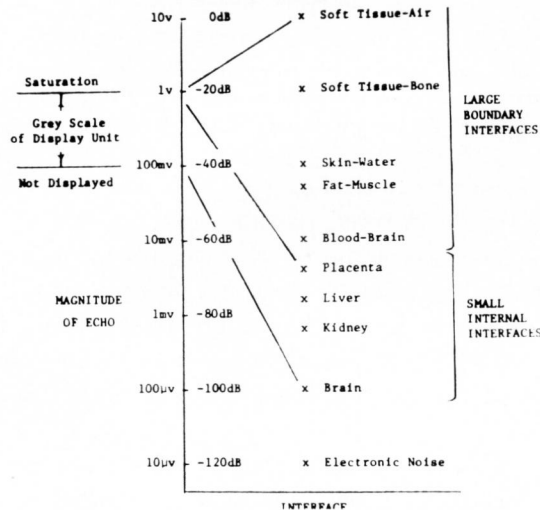 10v 0dB x Soft Tissue-Air
Saturation
1v -20dB x Soft Tissue-Bone
LARGE
BOUNDARY
INTERFACES
Grey Scale
of Display Unit
100mv -40dB x Skin-Water
Not Displayed
x Fat-Muscle
10mv -60dB x Blood-Brain
x Placenta
MAGNITUDE
OF ECHO
x Liver
1mv -80dB
x Kidney
SMALL
INTERNAL
INTERFACES
100μv -100dB x Brain
10μv -120dB x Electronic Noise
INTERFACE